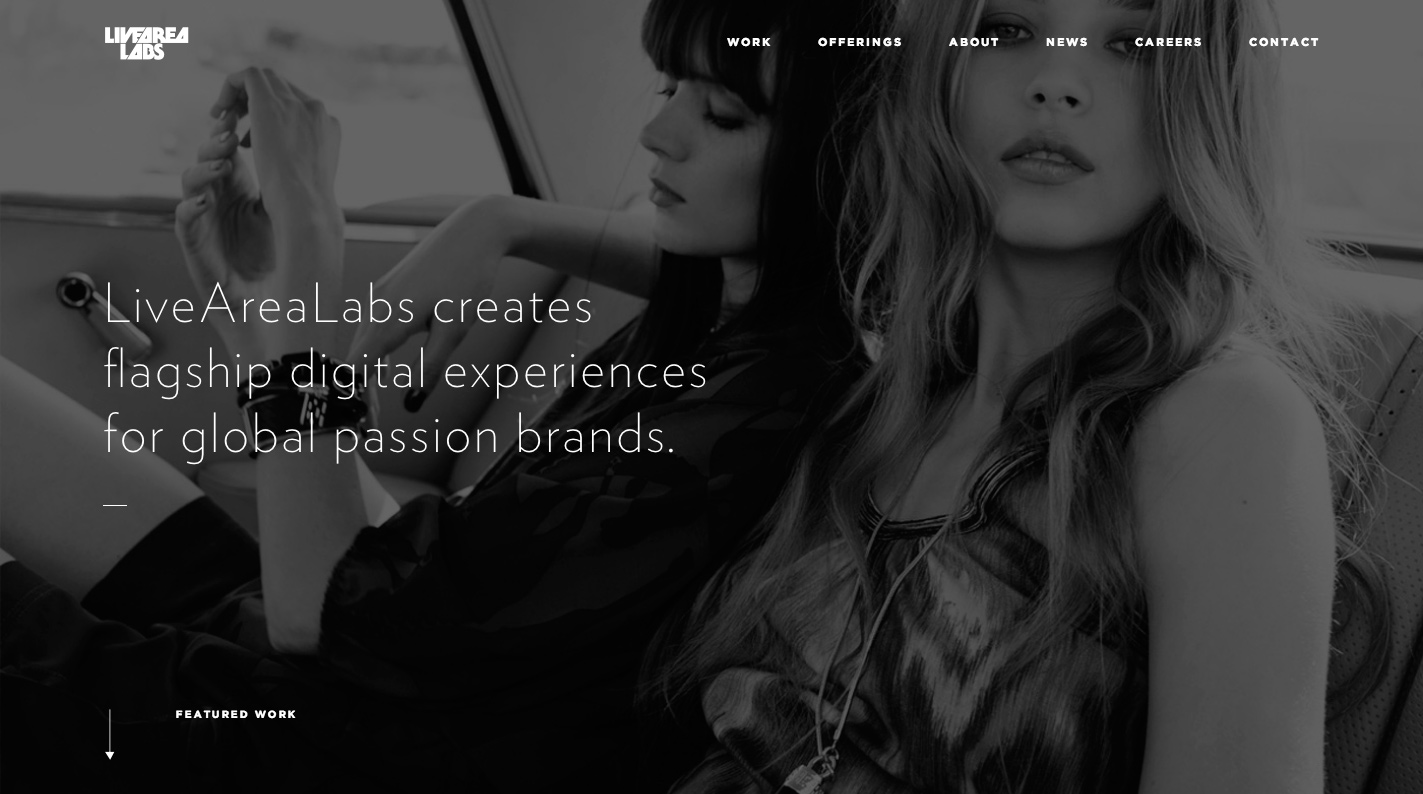 LIVEAREA
LABS
WORK OFFERINGS ABOUT NEWS CAREERS CONTACT
LiveAreaLabs creates
flagship digital experiences
for global passion brands.
FEATURED WORK